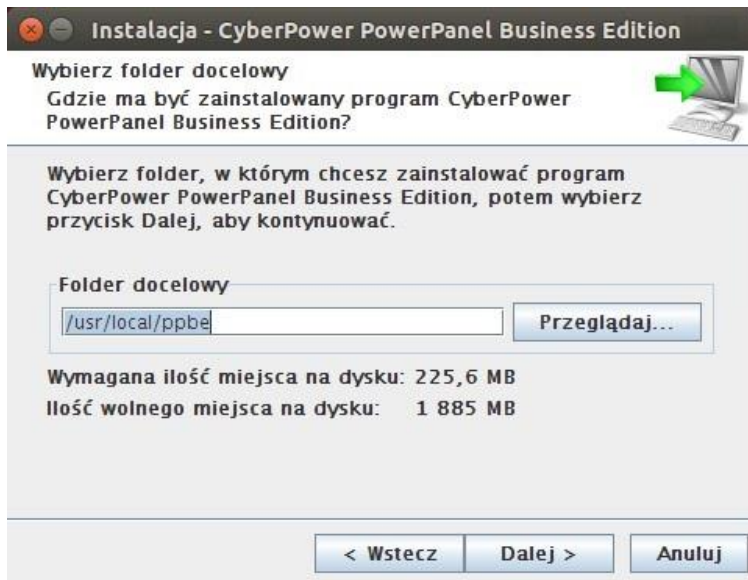 Instalacja - CyberPower PowerPanel Business Edition
Wybierz folder docelowy
Gdzie ma być zainstalowany program CyberPower
PowerPanel Business Edition?
Wybierz folder, w którym chcesz zainstalować program
CyberPower PowerPanel Business Edition, potem wybierz
przycisk Dalej, aby kontynuować.
Folder docelowy
/usr/local/ppbe
Przeglądaj...
Wymagana ilość miejsca na dysku: 225,6 MB
Ilość wolnego miejsca na dysku: 1 885 MB
< Wstecz
Dalej >
Anuluj